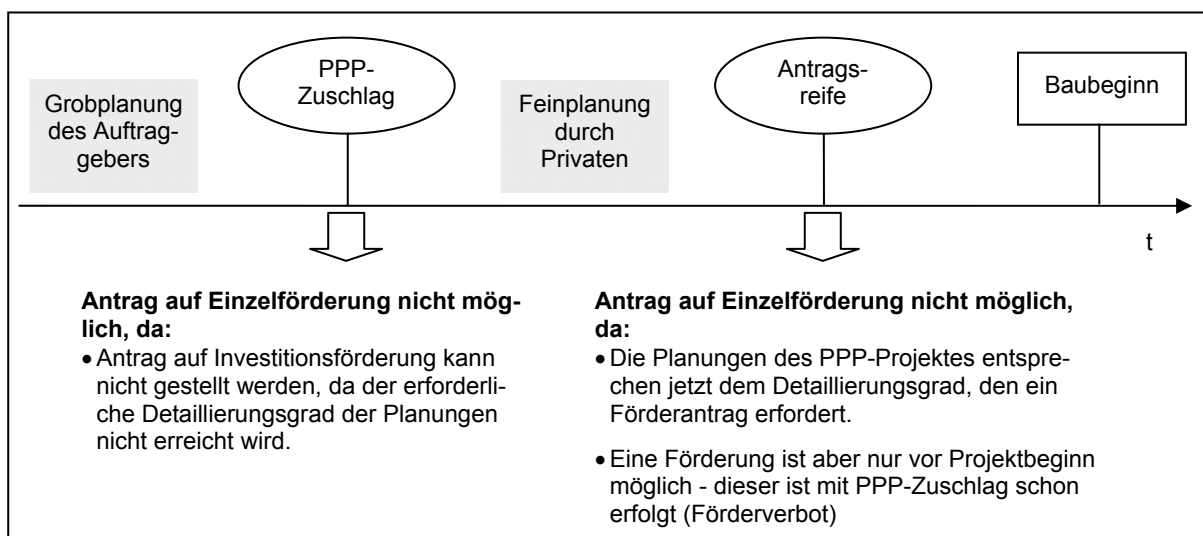 Grobplanung
des Auftrag-
gebers
PPP-
Zuschlag
Feinplanung
durch
Privaten
Antrags-
reife
Baubeginn
t
Antrag auf Einzelförderung nicht mög-
lich, da:
• Antrag auf Investitionsförderung kann
nicht gestellt werden, da der erforderli-
che Detaillierungsgrad der Planungen
nicht erreicht wird.
Antrag auf Einzelförderung nicht möglich,
da:
• Die Planungen des PPP-Projektes entspre-
chen jetzt dem Detaillierungsgrad, den ein
Förderantrag erfordert.
• Eine Förderung ist aber nur vor Projektbeginn
möglich - dieser ist mit PPP-Zuschlag schon
erfolgt (Förderverbot)